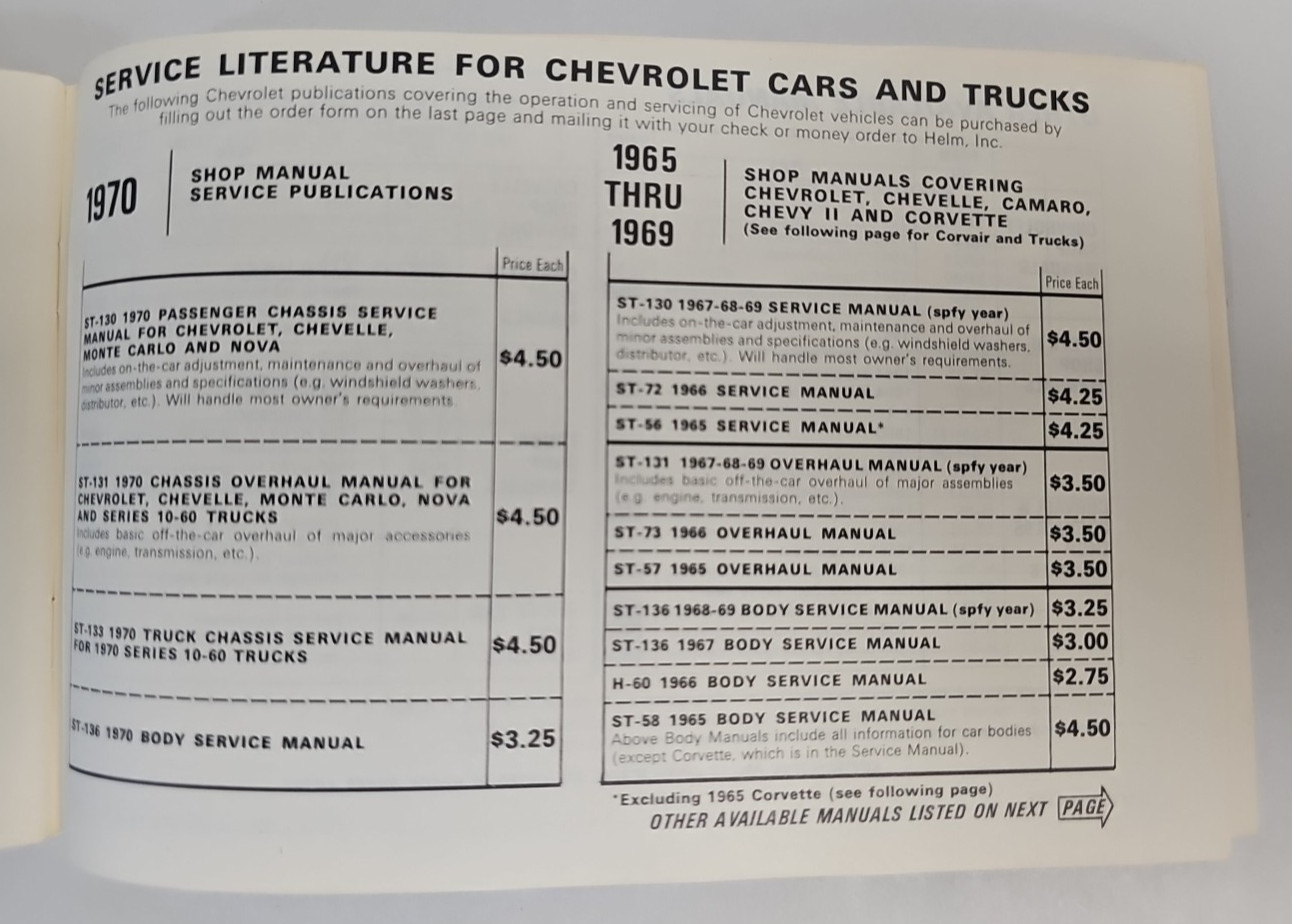 SERVICE LITERATURE FOR CHEVROLET CARS AND TRUCKS
The following Chevrolet publications covering the operation and servicing of Chevrolet vehicles can be purchased by
filling out the order form on the last page and mailing it with your check or money order to Helm, Inc.
1970
SHOP MANUAL
SERVICE PUBLICATIONS
Price Each
ST-130 1970 PASSENGER CHASSIS SERVICE
MANUAL FOR CHEVROLET, CHEVELLE,
MONTE CARLO AND NOVA
Includes on-the-car adjustment, maintenance and overhaul of
minor assemblies and specifications (e.g. windshield washers,
distributor, etc.). Will handle most owner's requirements.
$4.50
ST-131 1970 CHASSIS OVERHAUL MANUAL FOR
CHEVROLET, CHEVELLE, MONTE CARLO, NOVA
AND SERIES 10-60 TRUCKS
Includes basic off-the-car overhaul of major accessories
(e.g. engine, transmission, etc.).
$4.50
ST-133 1970 TRUCK CHASSIS SERVICE MANUAL
FOR 1970 SERIES 10-60 TRUCKS
$4.50
ST-136 1970 BODY SERVICE MANUAL
$3.25
1965
THRU
1969
SHOP MANUALS COVERING
CHEVROLET, CHEVELLE, CAMARO,
CHEVY II AND CORVETTE
(See following page for Corvair and Trucks)
Price Each
ST-130 1967-68-69 SERVICE MANUAL (spfy year)
Includes on-the-car adjustment, maintenance and overhaul of
minor assemblies and specifications (e.g. windshield washers,
distributor, etc.). Will handle most owner's requirements.
$4.50
ST-72 1966 SERVICE MANUAL
$4.25
ST-56 1965 SERVICE MANUAL*
$4.25
ST-131 1967-68-69 OVERHAUL MANUAL (spfy year)
Includes basic off-the-car overhaul of major assemblies
(e.g. engine, transmission, etc.).
$3.50
ST-73 1966 OVERHAUL MANUAL
$3.50
ST-57 1965 OVERHAUL MANUAL
$3.50
ST-136 1968-69 BODY SERVICE MANUAL (spfy year)
$3.25
ST-136 1967 BODY SERVICE MANUAL
$3.00
H-60 1966 BODY SERVICE MANUAL
$2.75
ST-58 1965 BODY SERVICE MANUAL
Above Body Manuals include all information for car bodies
(except Corvette, which is in the Service Manual).
$4.50
*Excluding 1965 Corvette (see following page)
OTHER AVAILABLE MANUALS LISTED ON NEXT PAGE